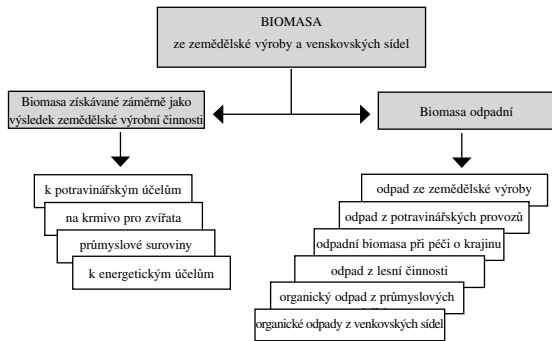 BIOMASA
ze zemědělské výroby a venskovských sídel
Biomasa získávané záměrně jako
výsledek zemědělské výrobní činnosti
Biomasa odpadní
k potravinářským účelům
na krmivo pro zvířata
průmyslové suroviny
k energetickým účelům
odpad ze zemědělské výroby
odpad z potravinářských provozů
odpadní biomasa při péči o krajinu
odpad z lesní činnosti
organický odpad z průmyslových
organické odpady z venkovských sídel